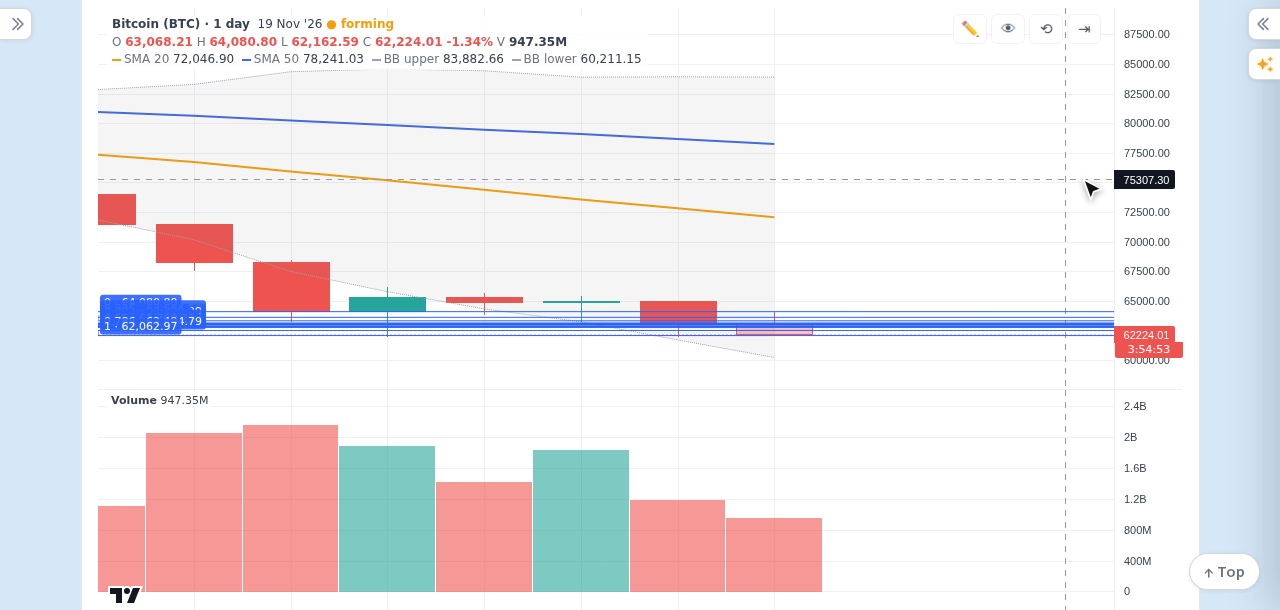 Bitcoin (BTC) · 1 day 19 Nov '26 forming
O 63,068.21 H 64,080.80 L 62,162.59 C 62,224.01 -1.34% V 947.35M
SMA 20 72,046.90 SMA 50 78,241.03 BB upper 83,882.66 BB lower 60,211.15
87500.00
85000.00
82500.00
80000.00
77500.00
75307.30
72500.00
70000.00
67500.00
65000.00
62224.01
3:54:53
60000.00
1 · 62,062.97
Volume 947.35M
2.4B
2B
1.6B
1.2B
800M
400M
0
↑ Top